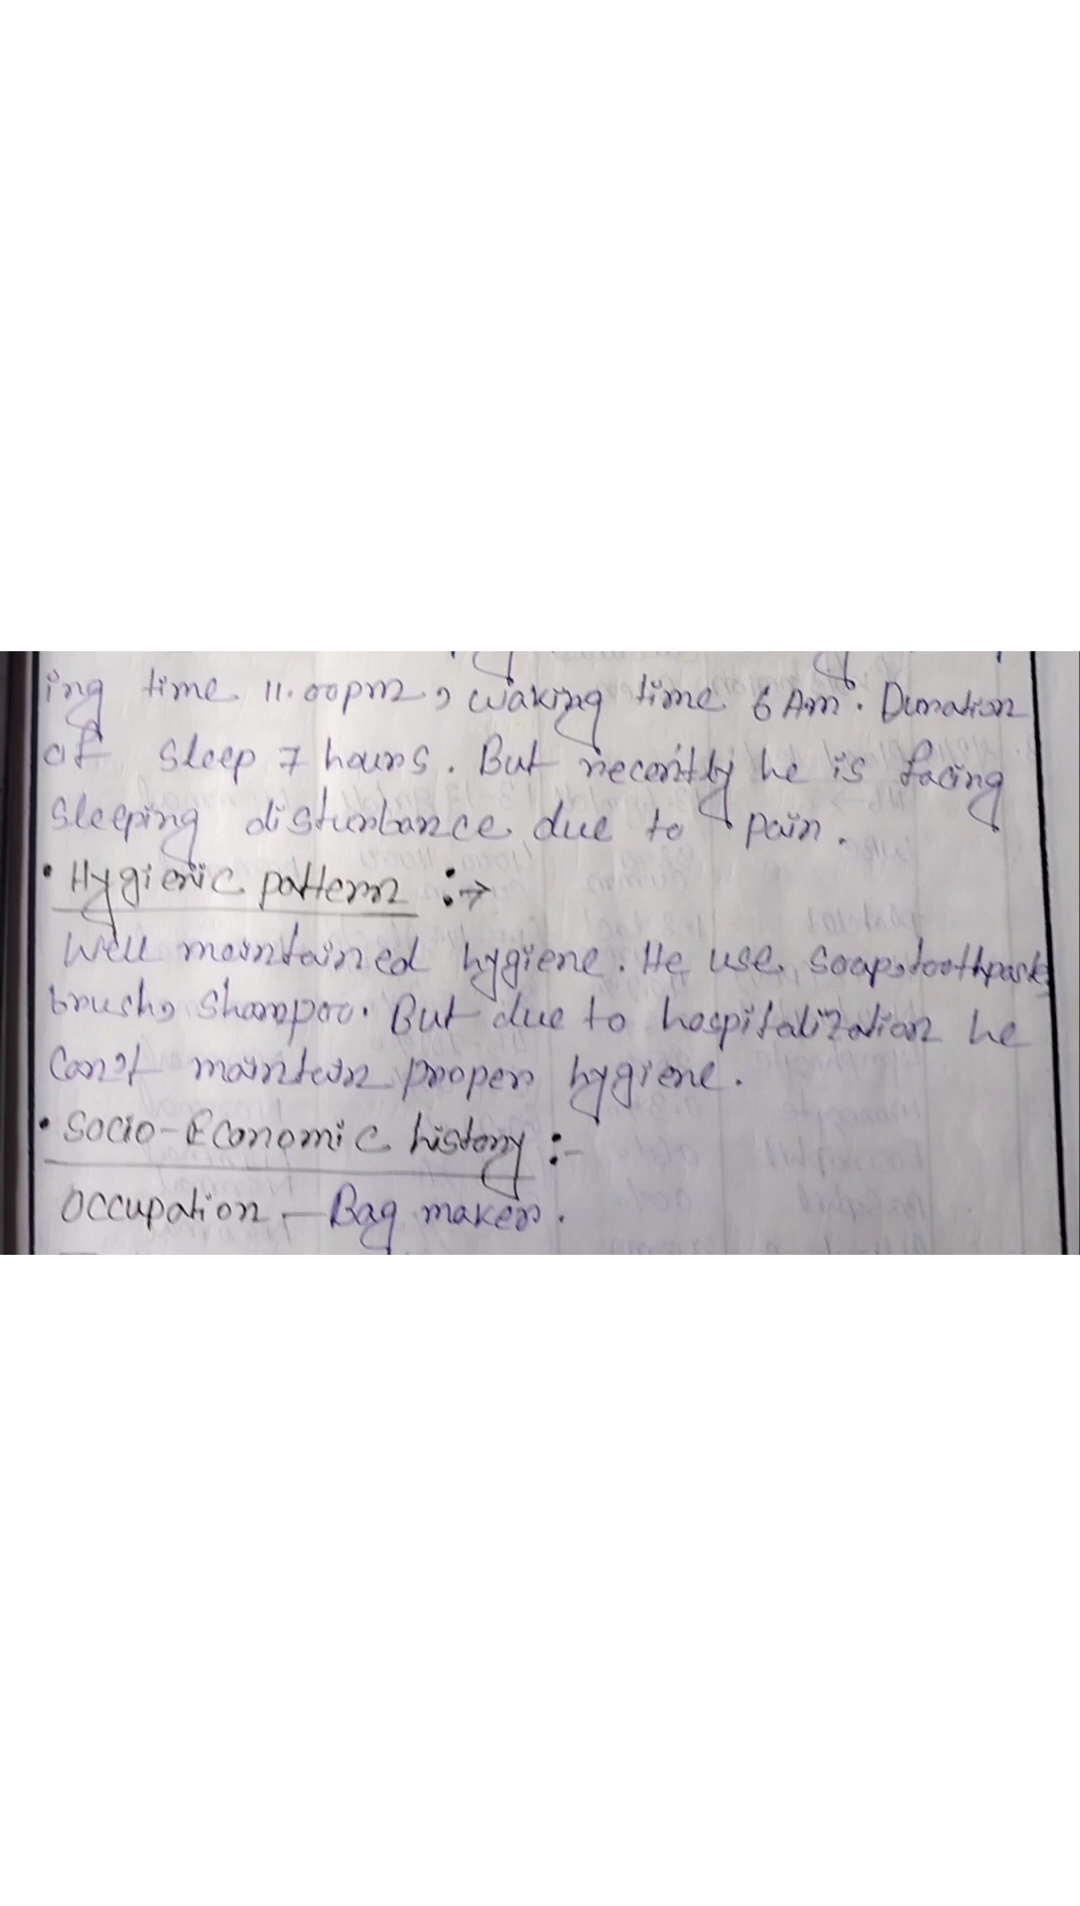 ing time 11.00pm, waking time 6 Am. Duration
of sleep 7 hours. But recently he is facing
sleeping disturbance due to pain.
• Hygienic pattern :→
Well maintained hygiene. He use soap, toothpaste,
brush, shampoo. But due to hospitalization he
can't maintain proper hygiene.
• Socio-Economic history :-
Occupation - Bag maker.